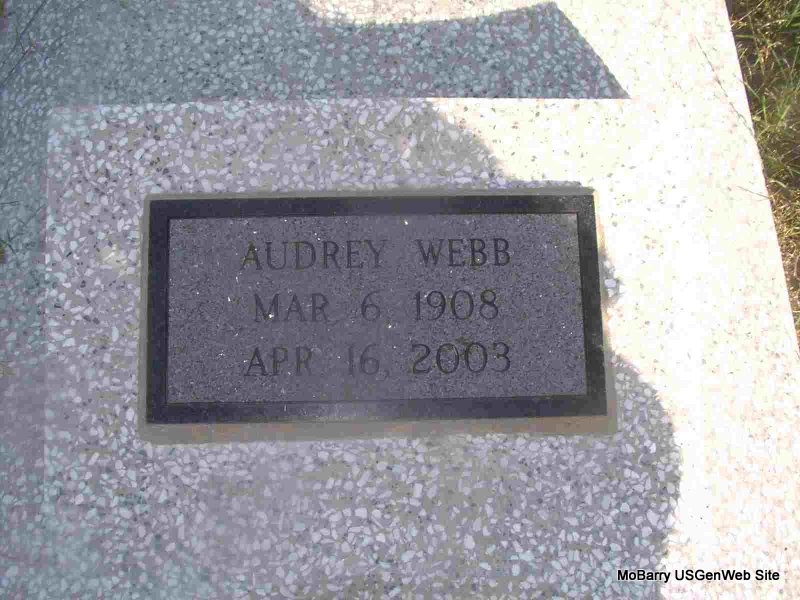 AUDREY WEBB
MAR 6, 1908
APR 16, 2003
MoBarry USGenWeb Site